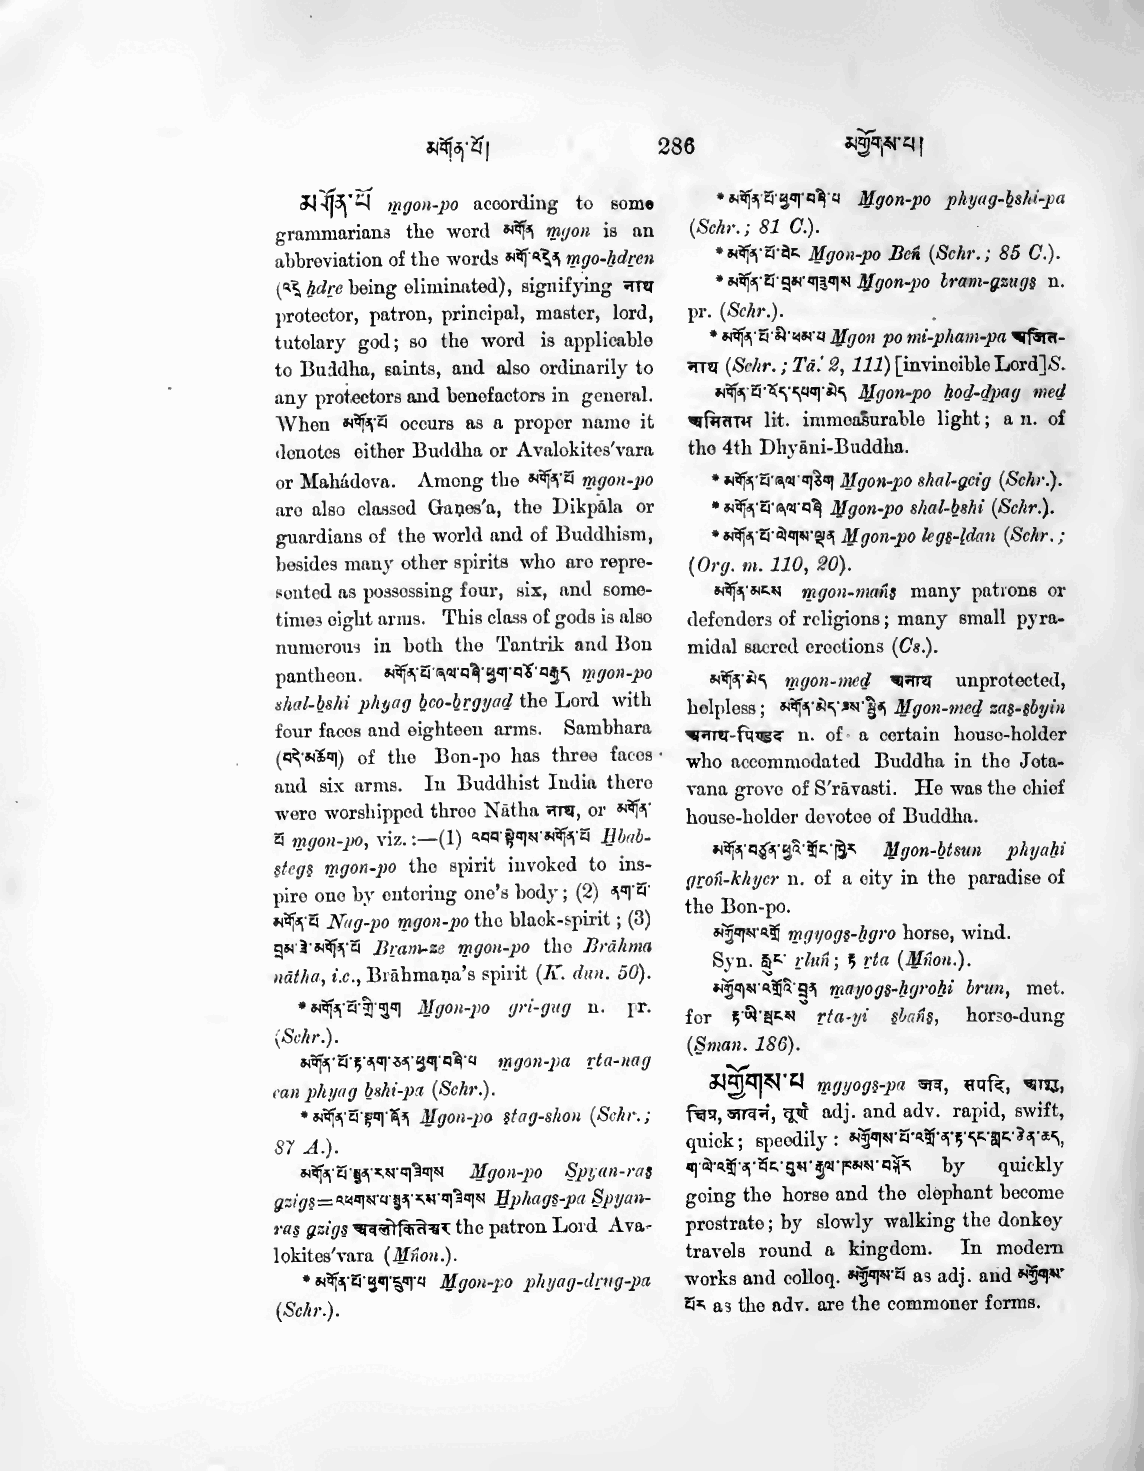 མགོན་པོ།
286
མགྱོགས་པ།
མགོན་པོ mgon-po according to some
grammarians the word མགོན mgon is an
abbreviation of the words མགོ་འདྲེན mgo-ḥdren
(འདྲེ ḥdre being eliminated), signifying नाथ
protector, patron, principal, master, lord,
tutelary god; so the word is applicable
to Buddha, saints, and also ordinarily to
any protectors and benefactors in general.
When མགོན་པོ occurs as a proper name it
denotes either Buddha or Avalokites'vara
or Mahádeva. Among the མགོན་པོ mgon-po
are also classed Gaṇes'a, the Dikpāla or
guardians of the world and of Buddhism,
besides many other spirits who are repre-
sented as possessing four, six, and some-
times eight arms. This class of gods is also
numerous in both the Tantrik and Bon
pantheon. མགོན་པོ་ཞལ་བཞི་ཕྱག་བཅོ་བརྒྱད mgon-po
shal-bshi phyag bco-brgyad the Lord with
four faces and eighteen arms. Sambhara
(བདེ་མཆོག) of the Bon-po has three faces
and six arms. In Buddhist India there
were worshipped three Nātha नाथ, or མགོན་
པོ mgon-po, viz.:—(1) འབབ་སྟེགས་མགོན་པོ Ḥbab-
stegs mgon-po the spirit invoked to ins-
pire one by entering one's body; (2) ནག་པོ་
མགོན་པོ Nag-po mgon-po the black-spirit; (3)
བྲམ་ཟེ་མགོན་པོ Bram-ze mgon-po the Brāhma
nātha, i.e., Brāhmaṇa's spirit (K. dun. 50).
* མགོན་པོ་གྲི་གུག Mgon-po gri-gug n. pr.
(Schr.).
མགོན་པོ་རྟ་ནག་ཅན་ཕྱག་བཞི་པ mgon-pa rta-nag
can phyag bshi-pa (Schr.).
* མགོན་པོ་སྟག་ཞོན Mgon-po stag-shon (Schr.;
87 A.).
མགོན་པོ་སྤྱན་རས་གཟིགས Mgon-po Spyan-ras
gzigs=འཕགས་པ་སྤྱན་རས་གཟིགས Ḥphags-pa Spyan-
ras gzigs अवलोकितेश्वर the patron Lord Ava-
lokites'vara (Mṅon.).
* མགོན་པོ་ཕྱག་དྲུག་པ Mgon-po phyag-drug-pa
(Schr.).
* མགོན་པོ་ཕྱག་བཞི་པ Mgon-po phyag-bshi-pa
(Schr.; 81 C.).
* མགོན་པོ་བེང Mgon-po Beṅ (Schr.; 85 C.).
* མགོན་པོ་བྲམ་གཟུགས Mgon-po bram-gzugs n.
pr. (Schr.).
* མགོན་པོ་མི་ཕམ་པ Mgon po mi-pham-pa अजित-
नाथ (Schr.; Tā. 2, 111) [invincible Lord]S.
མགོན་པོ་འོད་དཔག་མེད Mgon-po ḥod-dpag med
अमिताभ lit. immeasurable light; a n. of
the 4th Dhyāni-Buddha.
* མགོན་པོ་ཞལ་གཅིག Mgon-po shal-gcig (Schr.).
* མགོན་པོ་ཞལ་བཞི Mgon-po shal-bshi (Schr.).
* མགོན་པོ་ལེགས་ལྡན Mgon-po legs-ldan (Schr.;
(Org. m. 110, 20).
མགོན་མངས mgon-maṅs many patrons or
defenders of religions; many small pyra-
midal sacred erections (Cs.).
མགོན་མེད mgon-med अनाथ unprotected,
helpless; མགོན་མེད་ཟས་སྦྱིན Mgon-med zas-sbyin
अनाथ-पिण्डद n. of a certain house-holder
who accommodated Buddha in the Jeta-
vana grove of S'rāvasti. He was the chief
house-holder devotee of Buddha.
མགོན་བཙུན་ཕྱཧི་གྲོང་ཁྱེར Mgon-btsun phyaḥi
groṅ-khyer n. of a city in the paradise of
the Bon-po.
མགྱོགས་འགྲོ mgyogs-ḥgro horse, wind.
Syn. རླུང་ rluṅ; རྟ rta (Mṅon.).
མགྱོགས་འགྲོའི་བྲུན mayogs-ḥgroḥi brun, met.
for རྟ་ཡི་སྦངས rta-yi sbaṅs, horse-dung
(Sman. 186).
མགྱོགས་པ mgyogs-pa जव, सपदि, आशु,
क्षिप्र, जावनं, तूर्ण adj. and adv. rapid, swift,
quick; speedily: མགྱོགས་པོ་འགྲོ་ན་རྟ་དང་གླང་ཅེན་ཆད,
ག་ལེ་འགྲོ་ན་བོང་བུས་རྒྱལ་ཁམས་བསྐོར by quickly
going the horse and the elephant become
prostrate; by slowly walking the donkey
travels round a kingdom. In modern
works and colloq. མགྱོགས་པོ as adj. and མགྱོགས་
པོར as the adv. are the commoner forms.